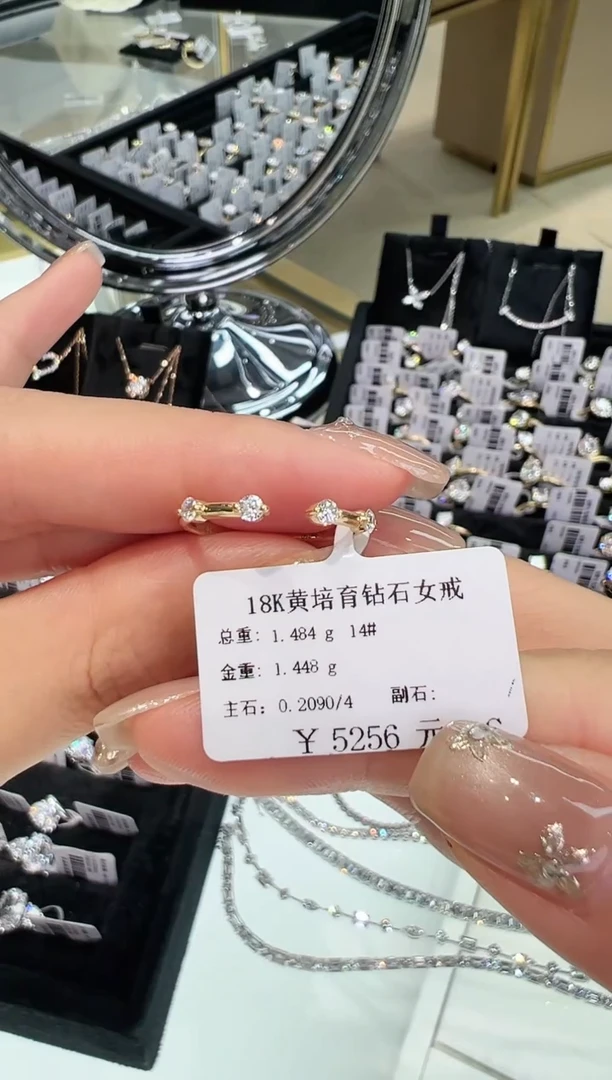 18K黄培育钻石女戒
总重: 1.484 g 14#
金重: 1.448 g
主石: 0.2090/4 副石:
¥ 5256 元